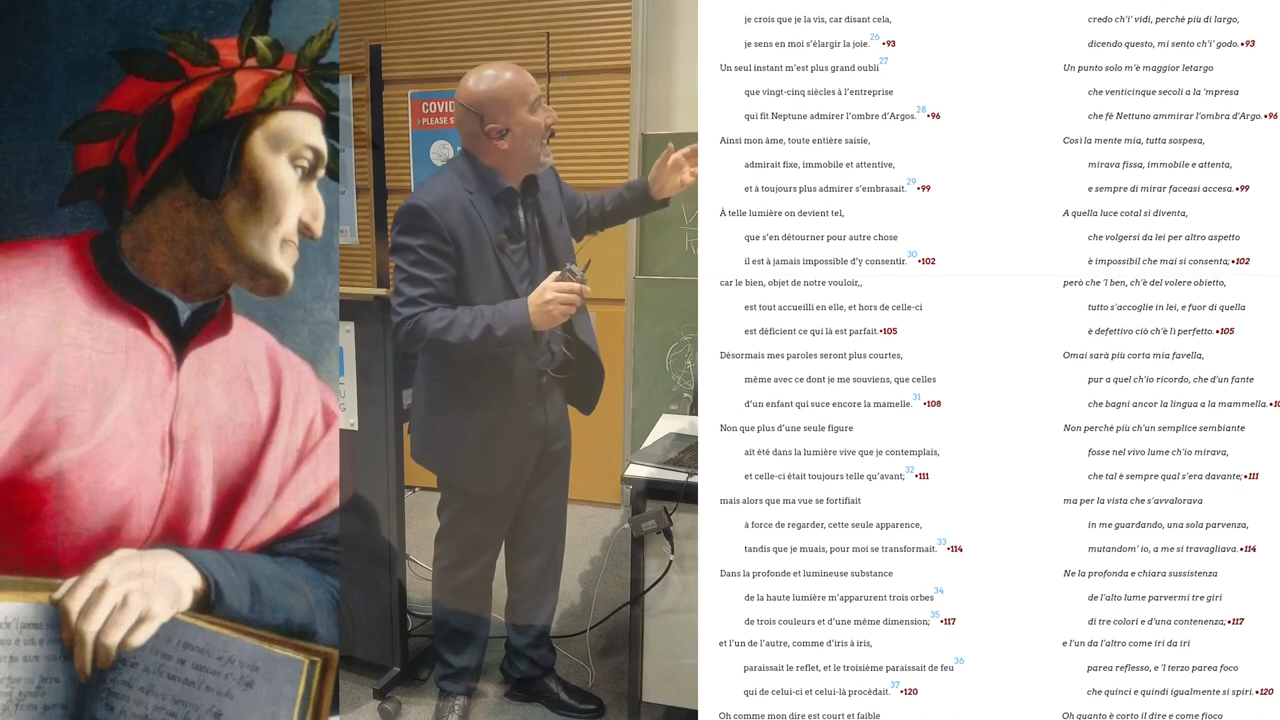 COVID
PLEASE S
je crois que je la vis, car disant cela,
je sens en moi s'élargir la joie.26 •93
Un seul instant m'est plus grand oubli27
que vingt-cinq siècles à l'entreprise
qui fit Neptune admirer l'ombre d'Argos.28 •96
Ainsi mon âme, toute entière saisie,
admirait fixe, immobile et attentive,
et à toujours plus admirer s'embrasait.29 •99
À telle lumière on devient tel,
que s'en détourner pour autre chose
il est à jamais impossible d'y consentir.30 •102
car le bien, objet de notre vouloir,,
est tout accueilli en elle, et hors de celle-ci
est déficient ce qui là est parfait.•105
Désormais mes paroles seront plus courtes,
même avec ce dont je me souviens, que celles
d'un enfant qui suce encore la mamelle.31 •108
Non que plus d'une seule figure
ait été dans la lumière vive que je contemplais,
et celle-ci était toujours telle qu'avant;32 •111
mais alors que ma vue se fortifiait
à force de regarder, cette seule apparence,
tandis que je muais, pour moi se transformait.33 •114
Dans la profonde et lumineuse substance
de la haute lumière m'apparurent trois orbes34
de trois couleurs et d'une même dimension;35 •117
et l'un de l'autre, comme d'iris à iris,
paraissait le reflet, et le troisième paraissait de feu36
qui de celui-ci et celui-là procédait.37 •120
Oh comme mon dire est court et faible
credo ch'i' vidi, perchè più di largo,
dicendo questo, mi sento ch'i' godo.•93
Un punto solo m'è maggior letargo
che venticinque secoli a la 'mpresa
che fé Nettuno ammirar l'ombra d'Argo.•96
Così la mente mia, tutta sospesa,
mirava fissa, immobile e attenta,
e sempre di mirar faceasi accesa.•99
A quella luce cotal si diventa,
che volgersi da lei per altro aspetto
è impossibil che mai si consenta;•102
però che 'l ben, ch'è del volere obietto,
tutto s'accoglie in lei, e fuor di quella
è defettivo ciò ch'è lì perfetto.•105
Omai sarà più corta mia favella,
pur a quel ch'io ricordo, che d'un fante
che bagni ancor la lingua a la mammella.•10
Non perchè più ch'un semplice sembiante
fosse nel vivo lume ch'io mirava,
che tal è sempre qual s'era davante;•111
ma per la vista che s'avvalorava
in me guardando, una sola parvenza,
mutandom' io, a me si travagliava.•114
Ne la profonda e chiara sussistenza
de l'alto lume parvermi tre giri
di tre colori e d'una contenenza;•117
e l'un da l'altro come iri da iri
parea reflesso, e 'l terzo parea foco
che quinci e quindi igualmente si spiri.•120
Oh quanto è corto il dire e come fioco